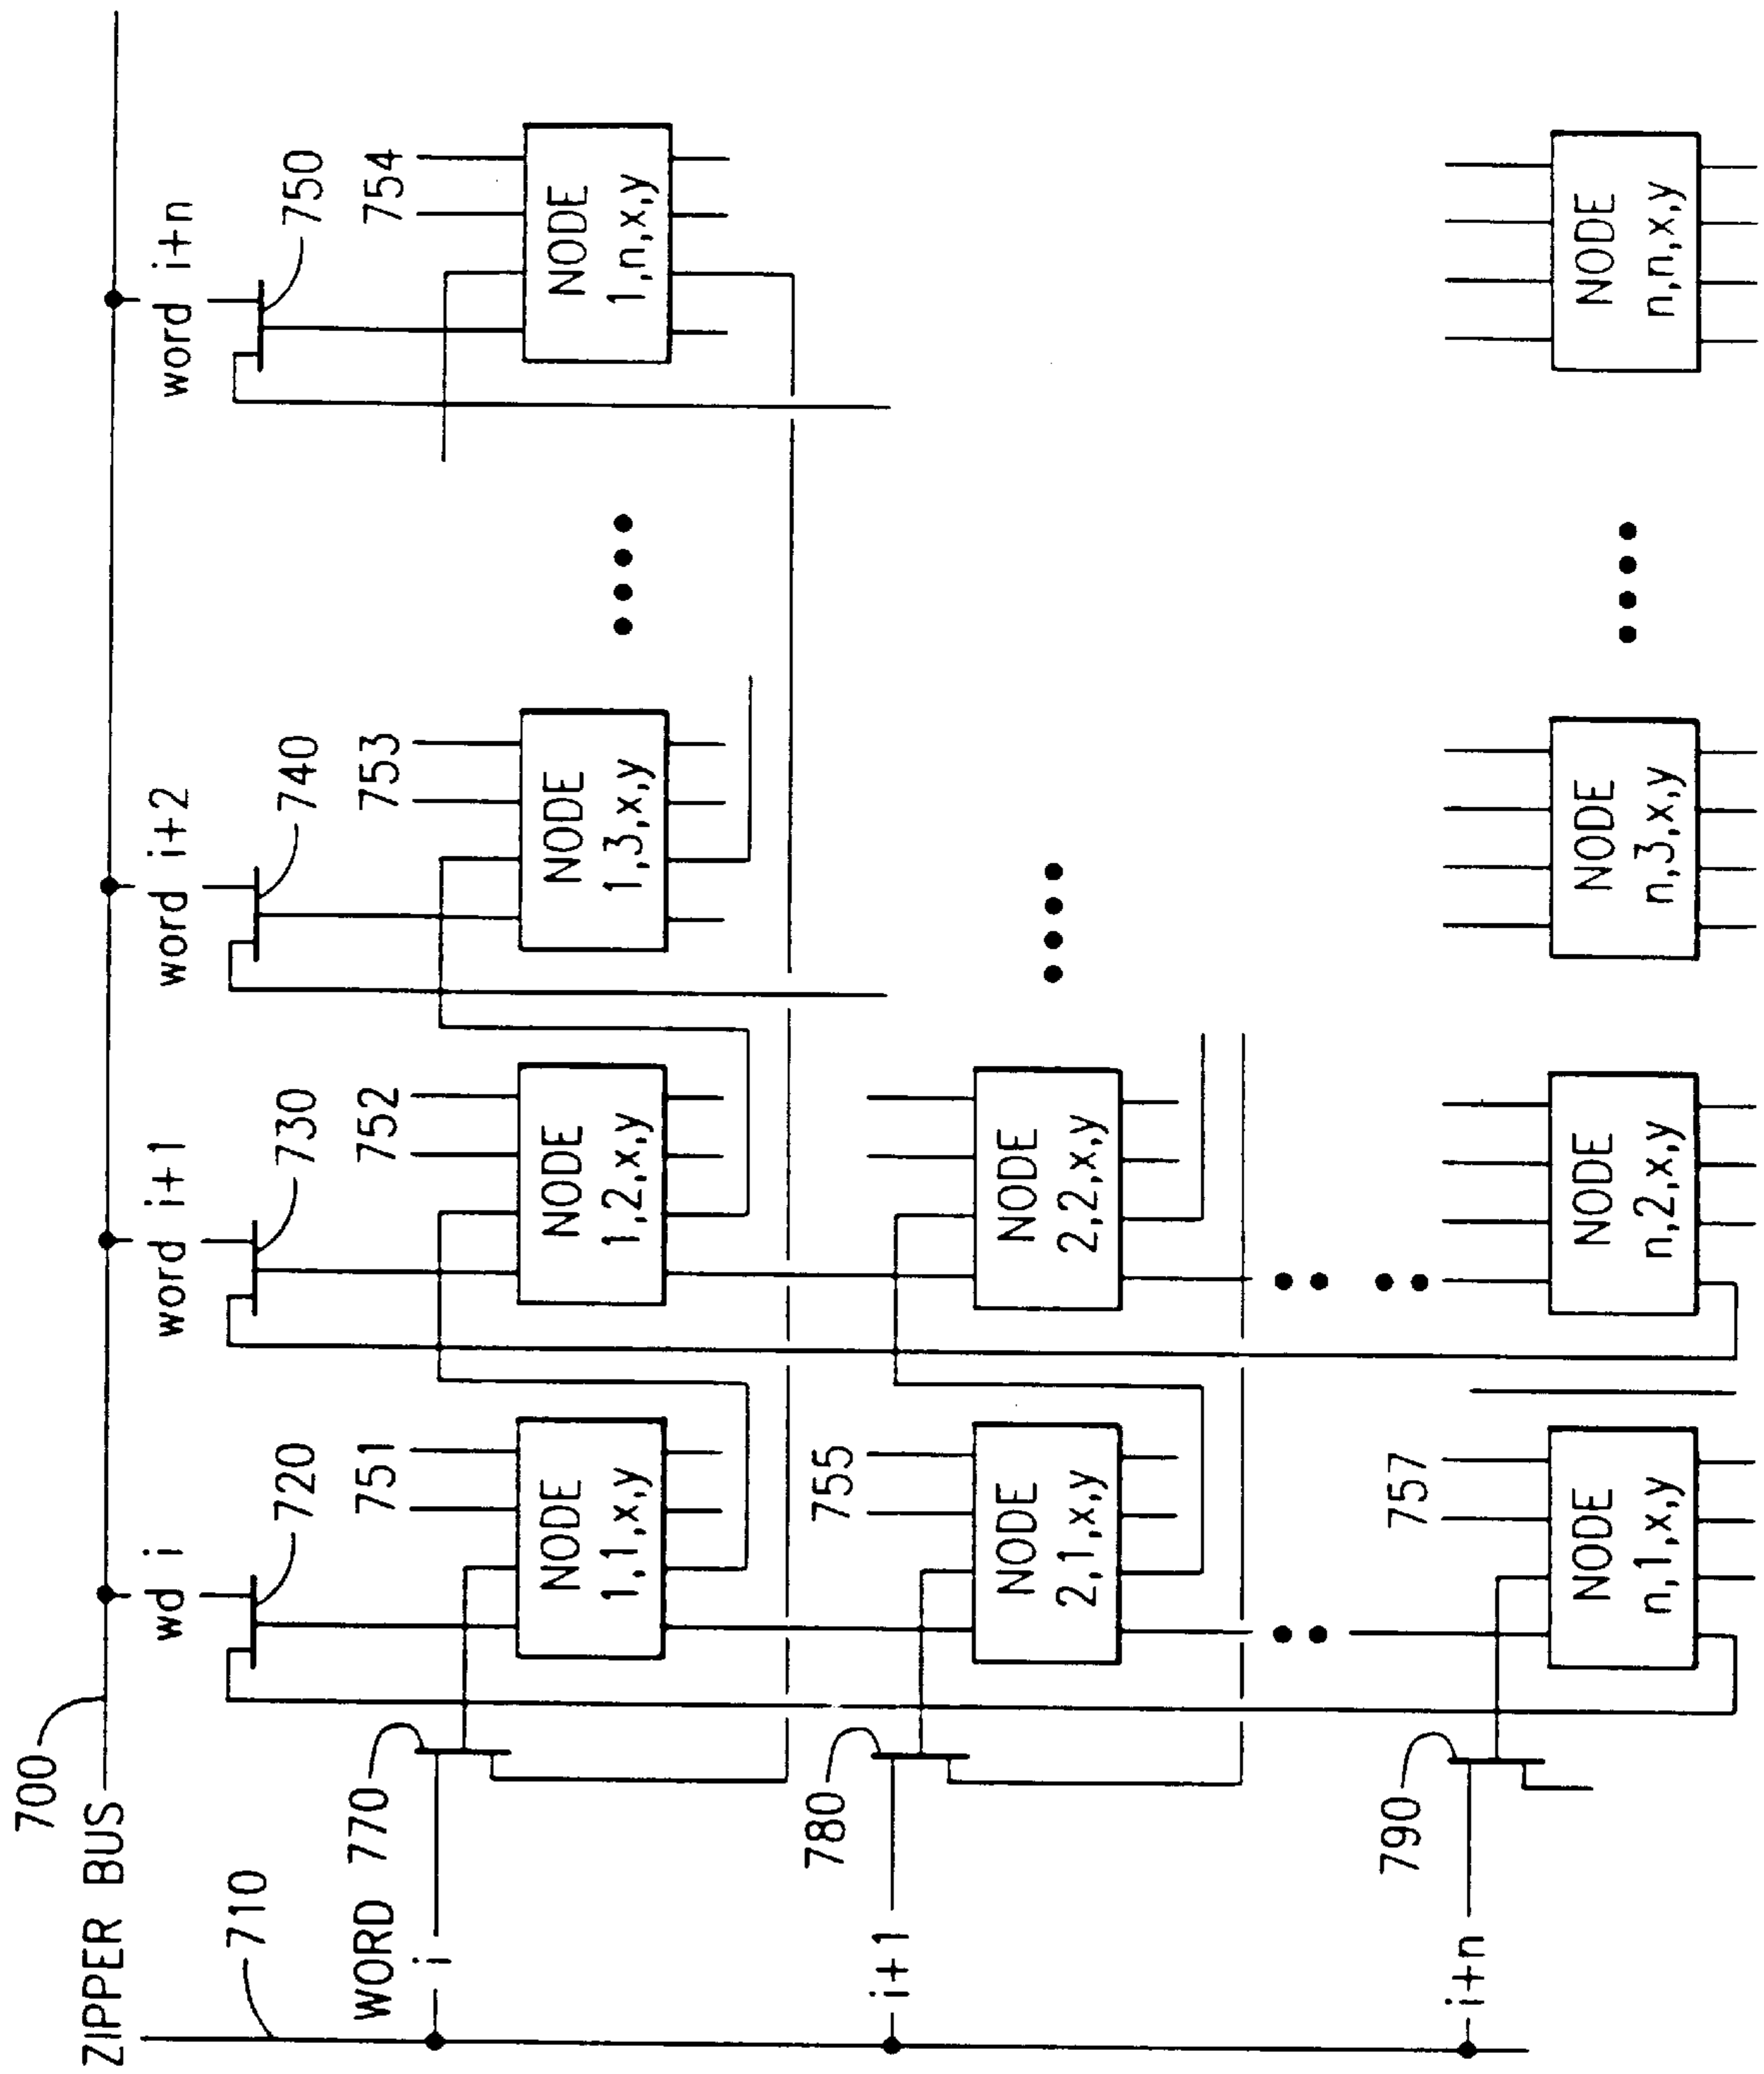 700
ZIPPER BUS
710
wd i
word i+1
word i+2
word i+n
720
730
740
750
WORD
i
770
751
752
753
754
NODE
1,1,x,y
NODE
1,2,x,y
NODE
1,3,x,y
NODE
1,n,x,y
i+1
780
755
NODE
2,1,x,y
NODE
2,2,x,y
i+n
790
757
NODE
n,1,x,y
NODE
n,2,x,y
NODE
n,3,x,y
NODE
n,n,x,y